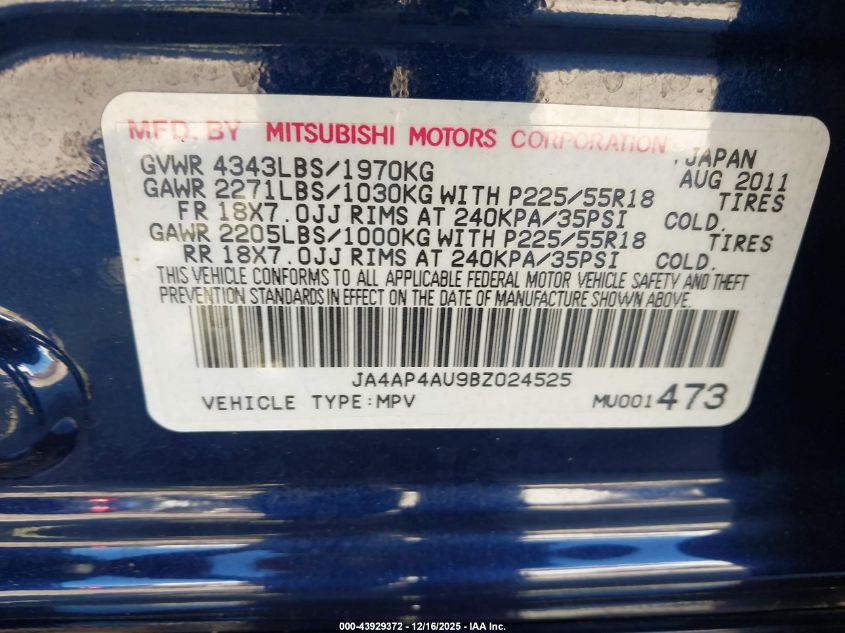 MFD. BY MITSUBISHI MOTORS CORPORATION
GVWR 4343LBS/1970KG JAPAN AUG 2011
GAWR 2271LBS/1030KG WITH P225/55R18 TIRES
FR 18X7.0JJ RIMS AT 240KPA/35PSI COLD.
GAWR 2205LBS/1000KG WITH P225/55R18 TIRES
RR 18X7.0JJ RIMS AT 240KPA/35PSI COLD.
THIS VEHICLE CONFORMS TO ALL APPLICABLE FEDERAL MOTOR VEHICLE SAFETY AND THEFT
PREVENTION STANDARDS IN EFFECT ON THE DATE OF MANUFACTURE SHOWN ABOVE.
JA4AP4AU9BZ024525
VEHICLE TYPE:MPV MU001473
000-43929372 - 12/16/2025 - IAA Inc.